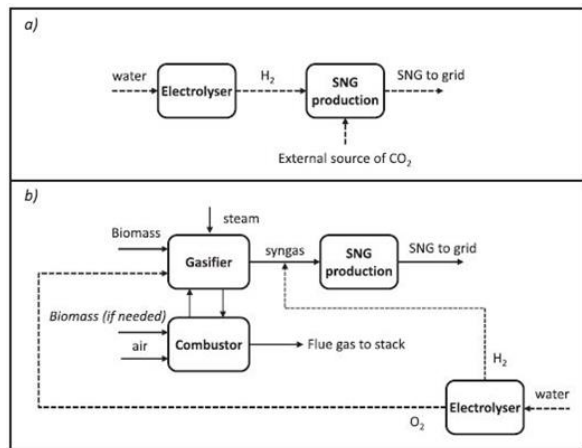 a)
water
Electrolyser
H2
SNG
production
SNG to grid
External source of CO2
b)
steam
Biomass
Gasifier
syngas
SNG
production
SNG to grid
Biomass (if needed)
air
Combustor
Flue gas to stack
H2
water
Electrolyser
O2